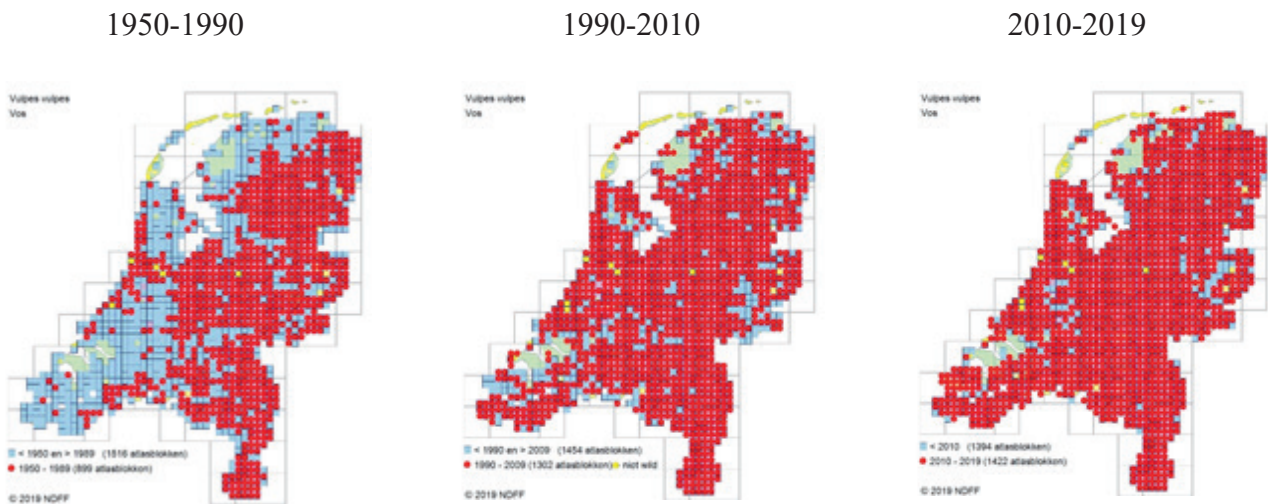 1950-1990
Vulpes vulpes
Vos
< 1950 en > 1989 (1516 atlasblokken)
1950 - 1989 (899 atlasblokken)
© 2019 NDFF
1990-2010
Vulpes vulpes
Vos
< 1990 en > 2009 (1454 atlasblokken)
1990 - 2009 (1302 atlasblokken) niet wild
© 2019 NDFF
2010-2019
Vulpes vulpes
Vos
< 2010 (1394 atlasblokken)
2010 - 2019 (1422 atlasblokken)
© 2019 NDFF